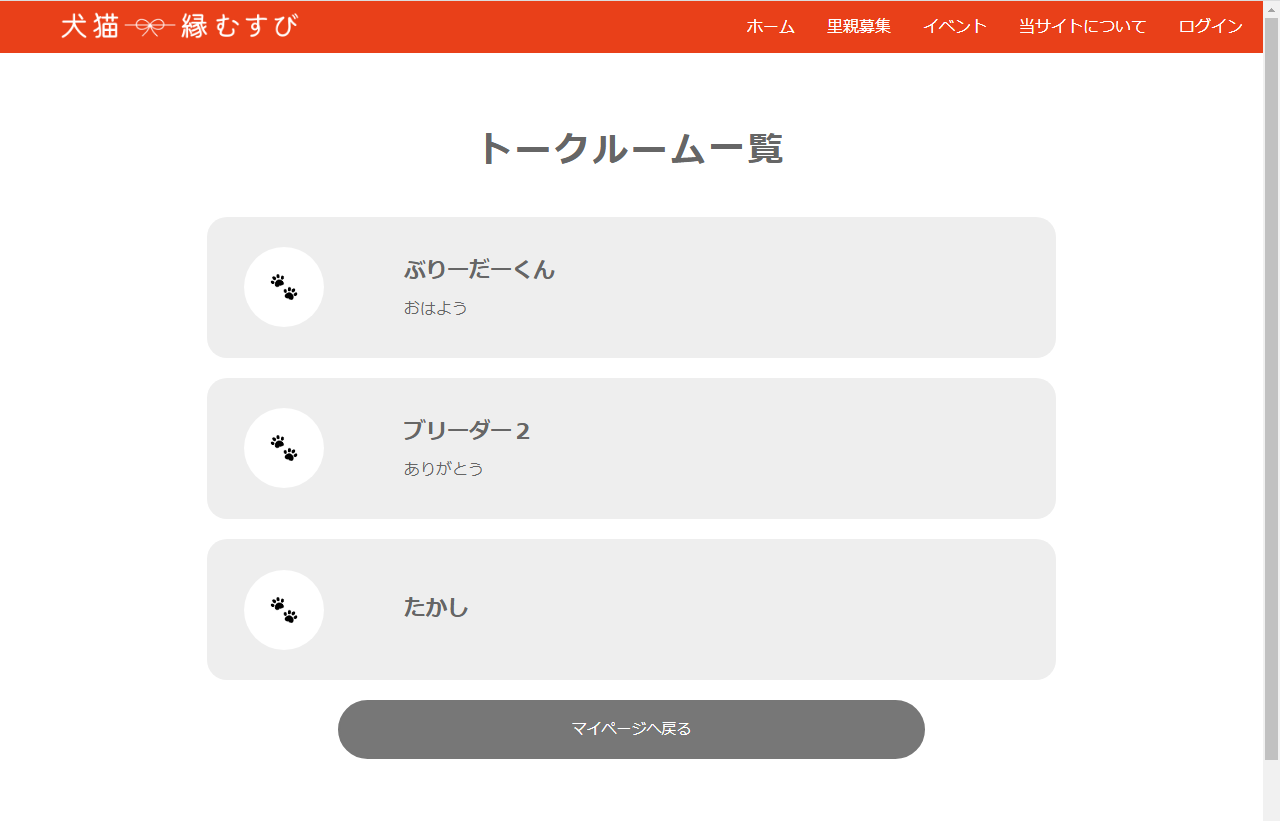 犬猫縁むすび
ホーム 里親募集 イベント 当サイトについて ログイン
トークルーム一覧
ぶりーだーくん
おはよう
ブリーダー２
ありがとう
たかし
マイページへ戻る